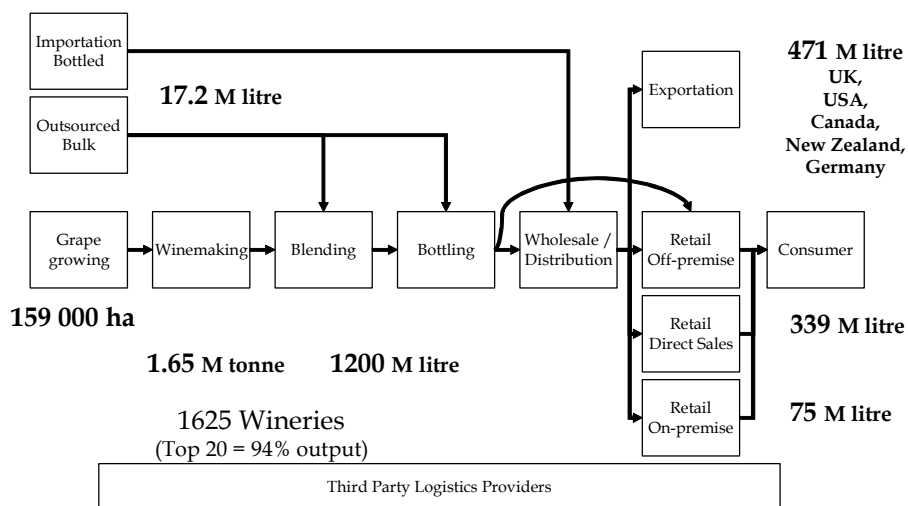 Importation
Bottled
17.2 M litre
Outsourced
Bulk
Exportation
471 M litre
UK,
USA,
Canada,
New Zealand,
Germany
Grape
growing
Winemaking
Blending
Bottling
Wholesale /
Distribution
Retail
Off-premise
Consumer
159 000 ha
Retail
Direct Sales
339 M litre
1.65 M tonne
1200 M litre
Retail
On-premise
75 M litre
1625 Wineries
(Top 20 = 94% output)
Third Party Logistics Providers